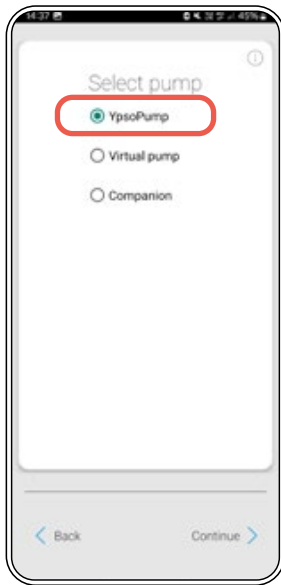 14:37 45%
Select pump
YpsoPump
Virtual pump
Companion
Back Continue